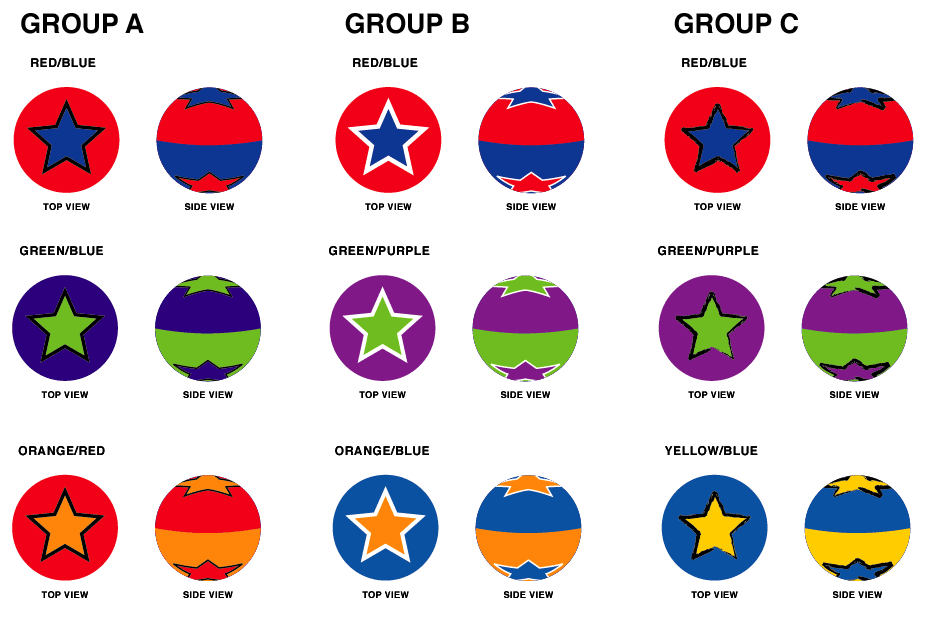 GROUP A GROUP B GROUP C
RED/BLUE RED/BLUE RED/BLUE
TOP VIEW SIDE VIEW TOP VIEW SIDE VIEW TOP VIEW SIDE VIEW
GREEN/BLUE GREEN/PURPLE GREEN/PURPLE
TOP VIEW SIDE VIEW TOP VIEW SIDE VIEW TOP VIEW SIDE VIEW
ORANGE/RED ORANGE/BLUE YELLOW/BLUE
TOP VIEW SIDE VIEW TOP VIEW SIDE VIEW TOP VIEW SIDE VIEW